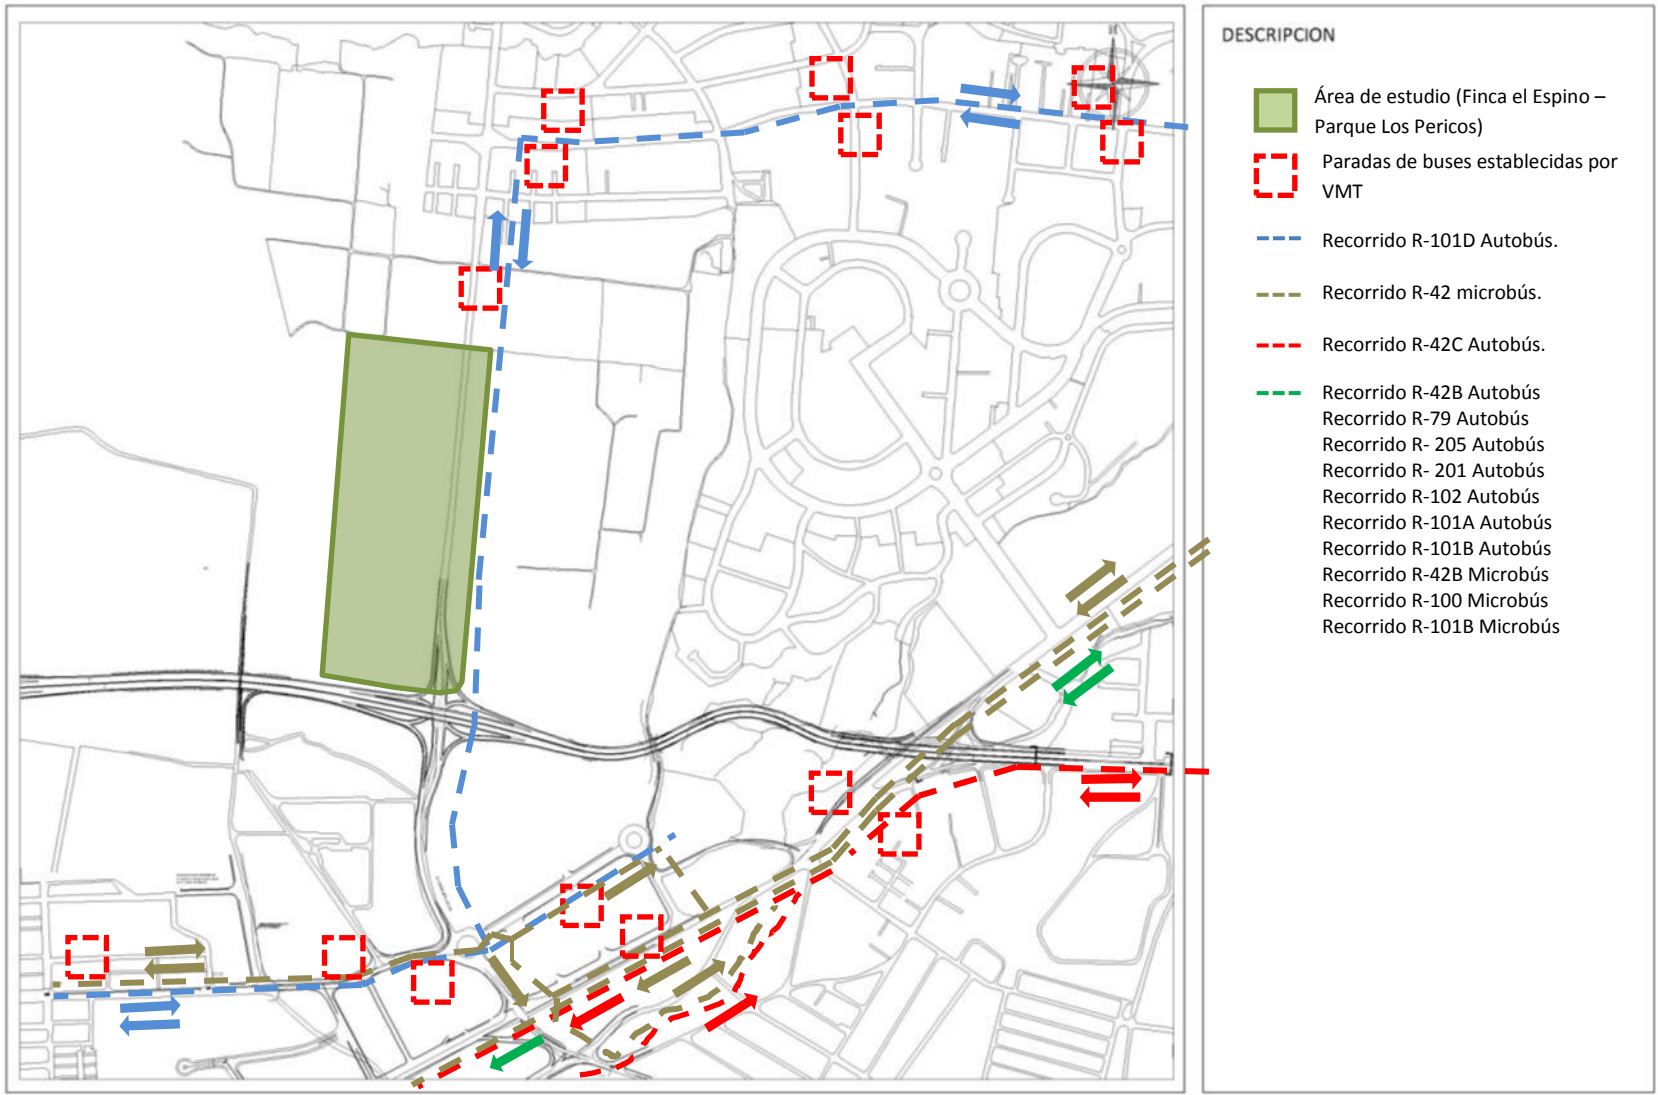 DESCRIPCION
Área de estudio (Finca el Espino –
Parque Los Pericos)
Paradas de buses establecidas por
VMT
Recorrido R-101D Autobús.
Recorrido R-42 microbús.
Recorrido R-42C Autobús.
Recorrido R-42B Autobús
Recorrido R-79 Autobús
Recorrido R- 205 Autobús
Recorrido R- 201 Autobús
Recorrido R-102 Autobús
Recorrido R-101A Autobús
Recorrido R-101B Autobús
Recorrido R-42B Microbús
Recorrido R-100 Microbús
Recorrido R-101B Microbús